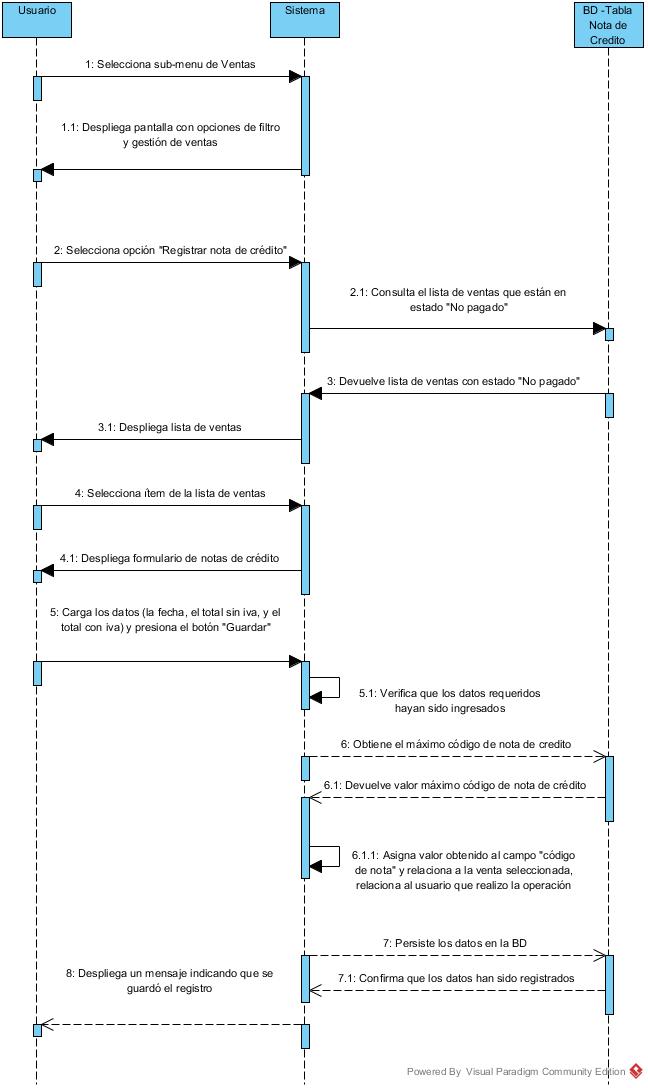 Usuario
Sistema
BD -Tabla
Nota de
Credito
1: Selecciona sub-menu de Ventas
1.1: Despliega pantalla con opciones de filtro
y gestión de ventas
2: Selecciona opción "Registrar nota de crédito"
2.1: Consulta el lista de ventas que están en
estado "No pagado"
3: Devuelve lista de ventas con estado "No pagado"
3.1: Despliega lista de ventas
4: Selecciona ítem de la lista de ventas
4.1: Despliega formulario de notas de crédito
5: Carga los datos (la fecha, el total sin iva, y el
total con iva) y presiona el botón "Guardar"
5.1: Verifica que los datos requeridos
hayan sido ingresados
6: Obtiene el máximo código de nota de credito
6.1: Devuelve valor máximo código de nota de crédito
6.1.1: Asigna valor obtenido al campo "código
de nota" y relaciona a la venta seleccionada,
relaciona al usuario que realizo la operación
7: Persiste los datos en la BD
7.1: Confirma que los datos han sido registrados
8: Despliega un mensaje indicando que se
guardó el registro
Powered By Visual Paradigm Community Edition